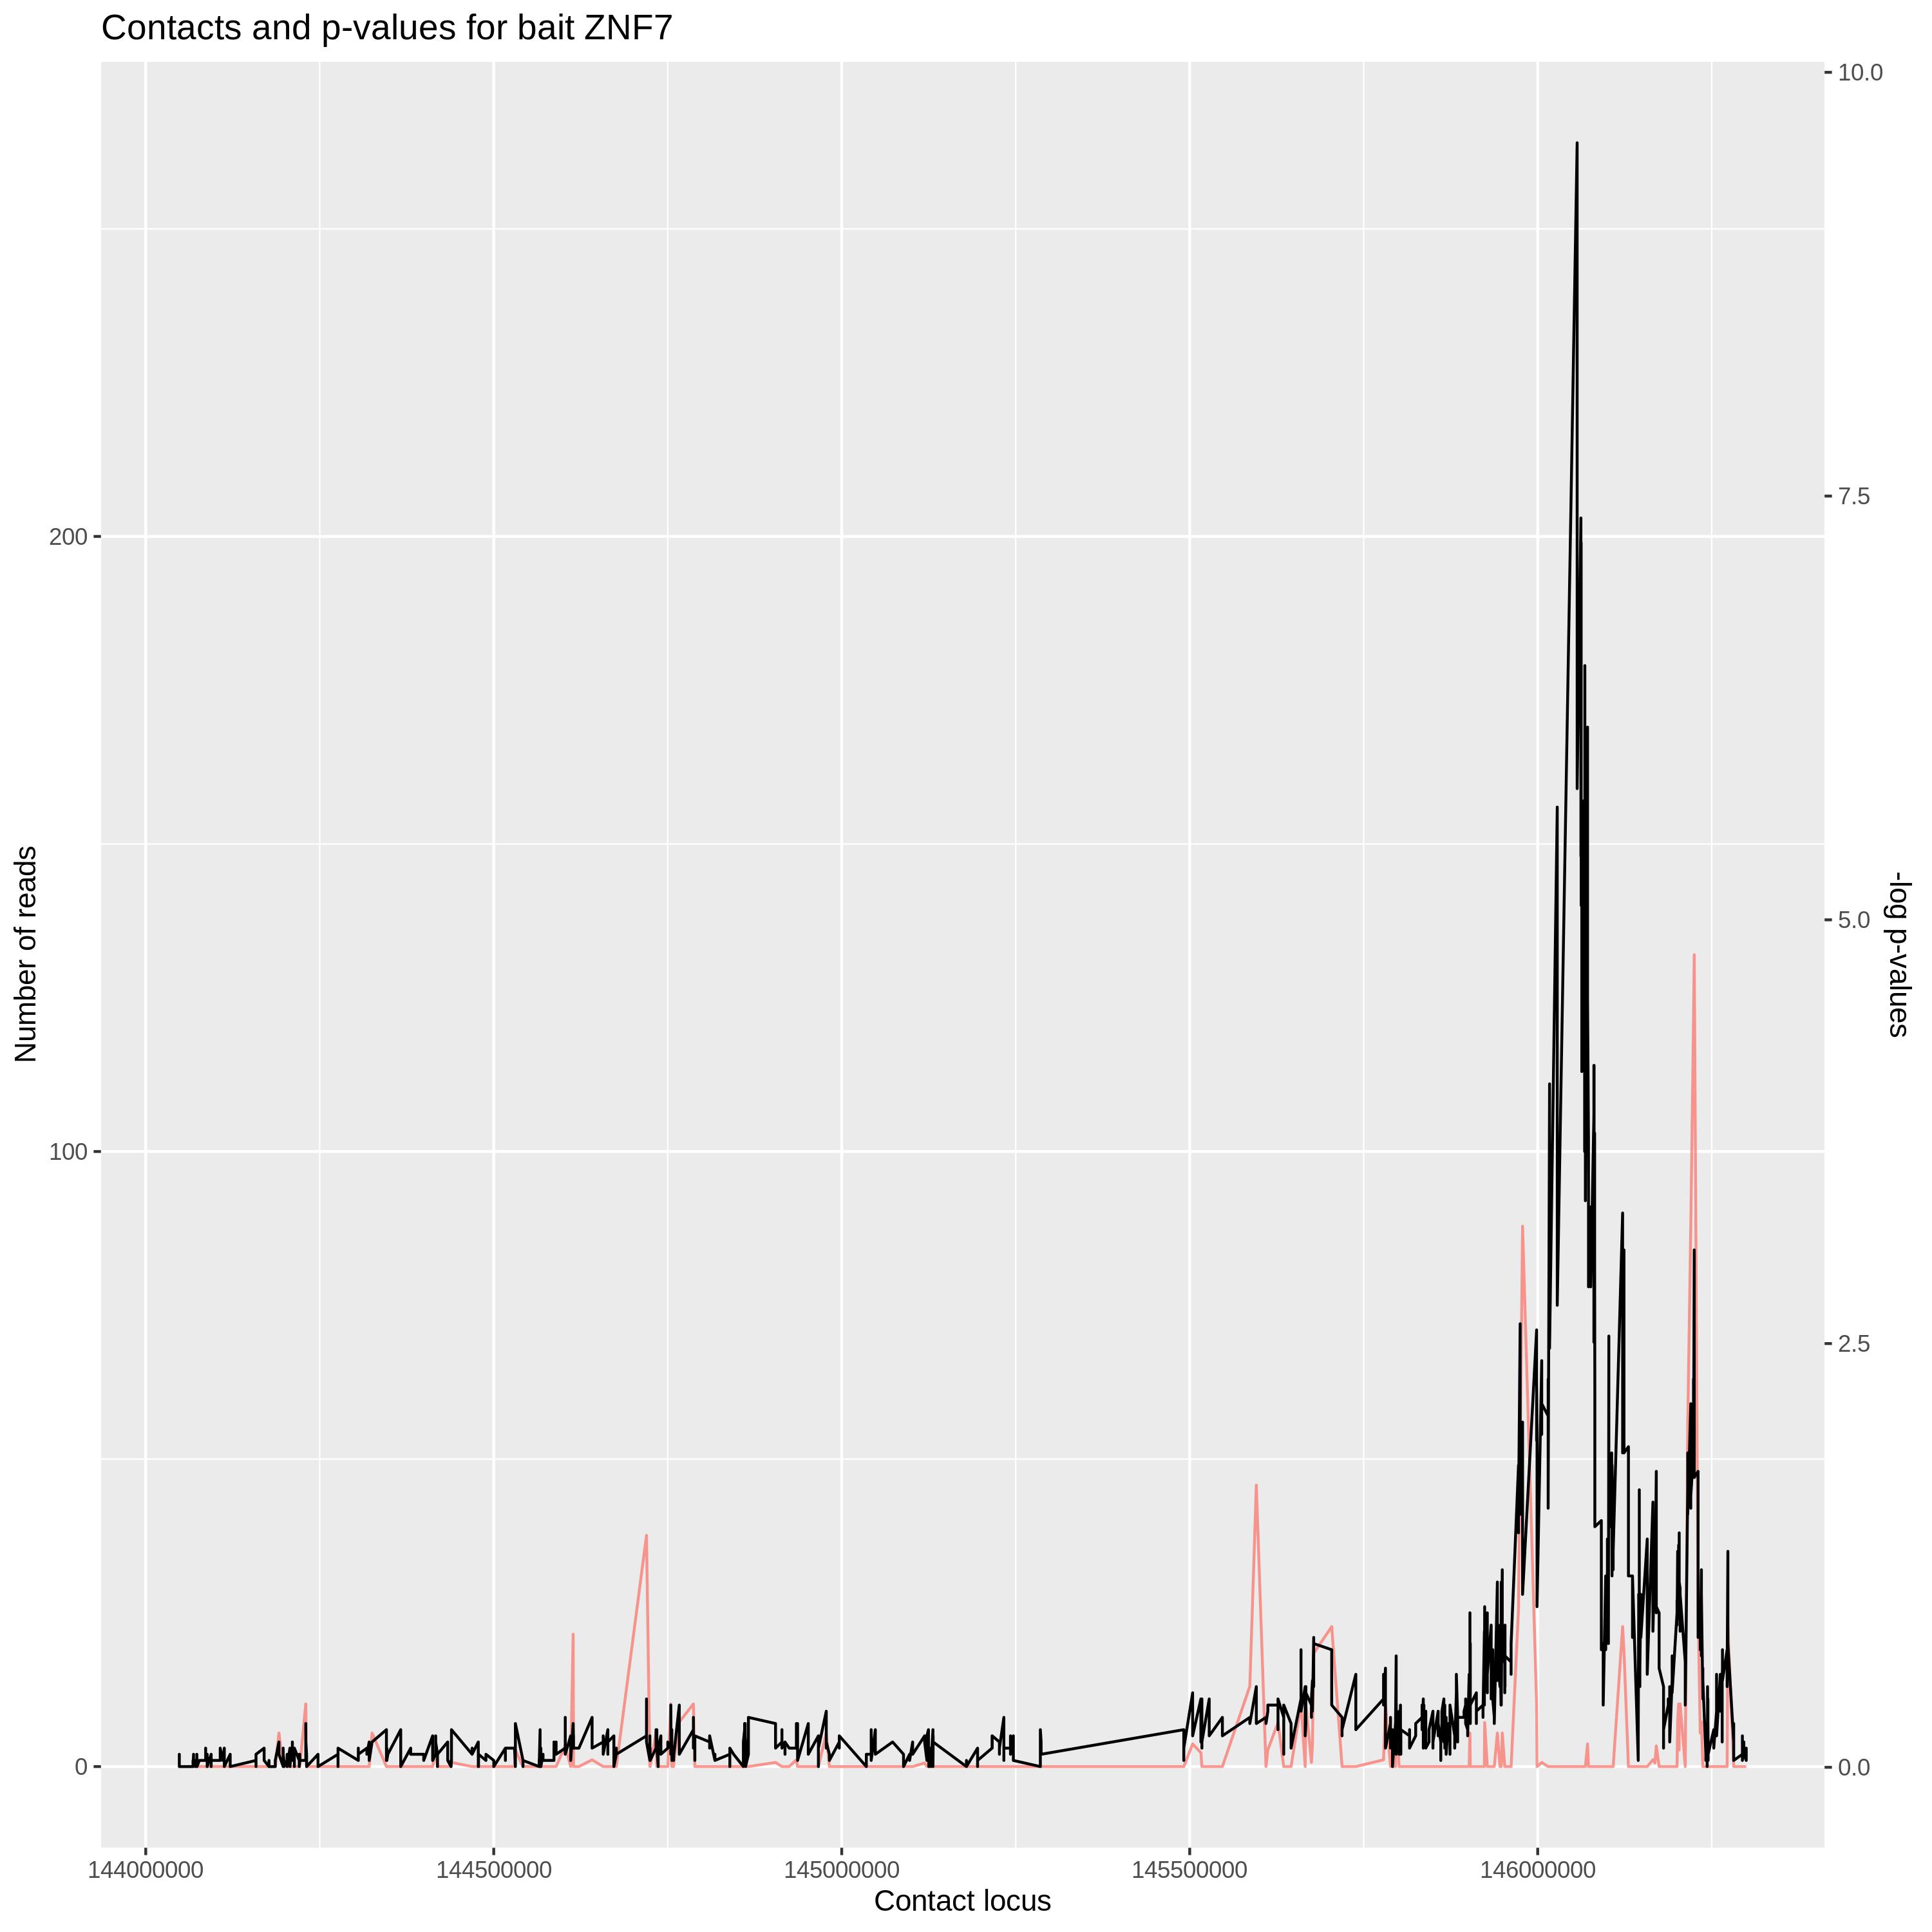 Contacts and p-values for bait ZNF7
Number of reads
200
100
0
10.0
7.5
5.0
2.5
0.0
-log p-values
144000000 144500000 145000000 145500000 146000000
Contact locus